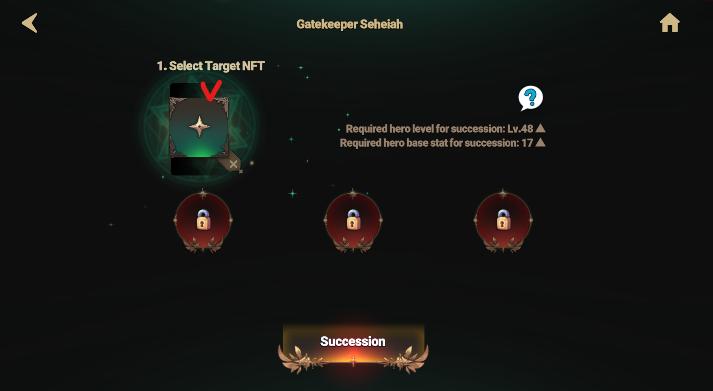 Gatekeeper Seheiah
1. Select Target NFT
?
Required hero level for succession: Lv.48 ▲
Required hero base stat for succession: 17 ▲
Succession